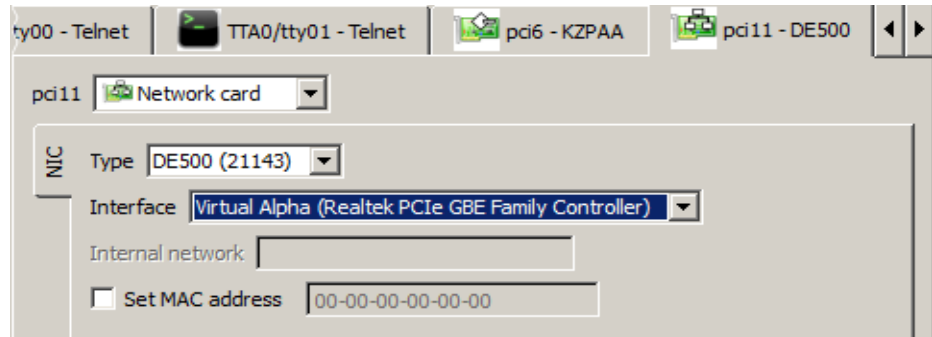 ty00 - Telnet TTA0/tty01 - Telnet pci6 - KZPAA pci11 - DE500
pci11 Network card
NIC
Type DE500 (21143)
Interface Virtual Alpha (Realtek PCIe GBE Family Controller)
Internal network
Set MAC address 00-00-00-00-00-00